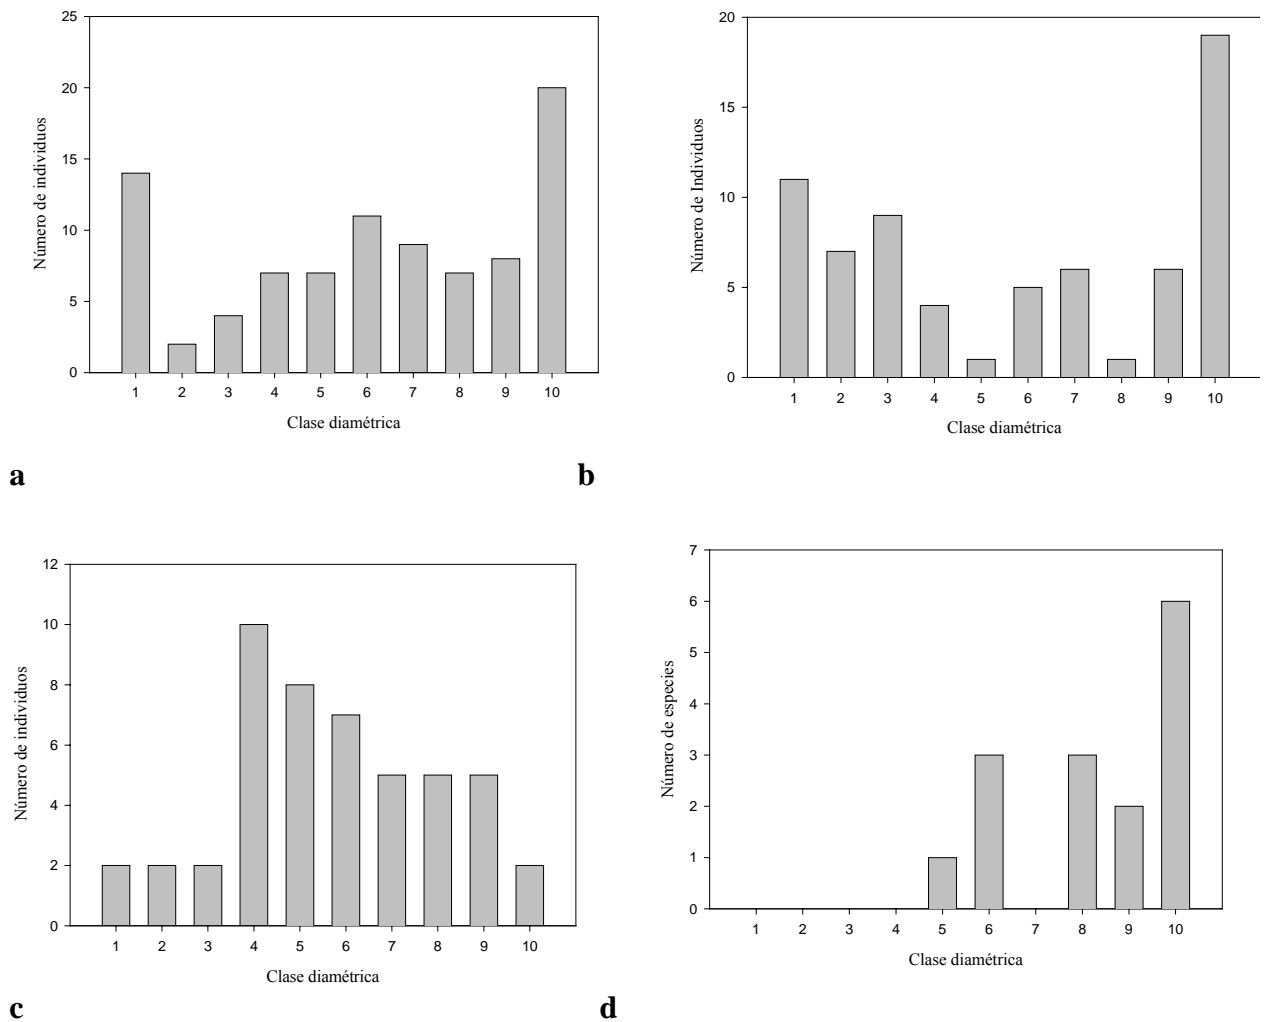 25
20
15
10
5
0
Número de individuos
1 2 3 4 5 6 7 8 9 10
Clase diamétrica
a
20
15
10
5
0
Número de Individuos
1 2 3 4 5 6 7 8 9 10
Clase diamétrica
b
12
10
8
6
4
2
0
Número de individuos
1 2 3 4 5 6 7 8 9 10
Clase diamétrica
c
7
6
5
4
3
2
1
0
Número de especies
1 2 3 4 5 6 7 8 9 10
Clase diamétrica
d